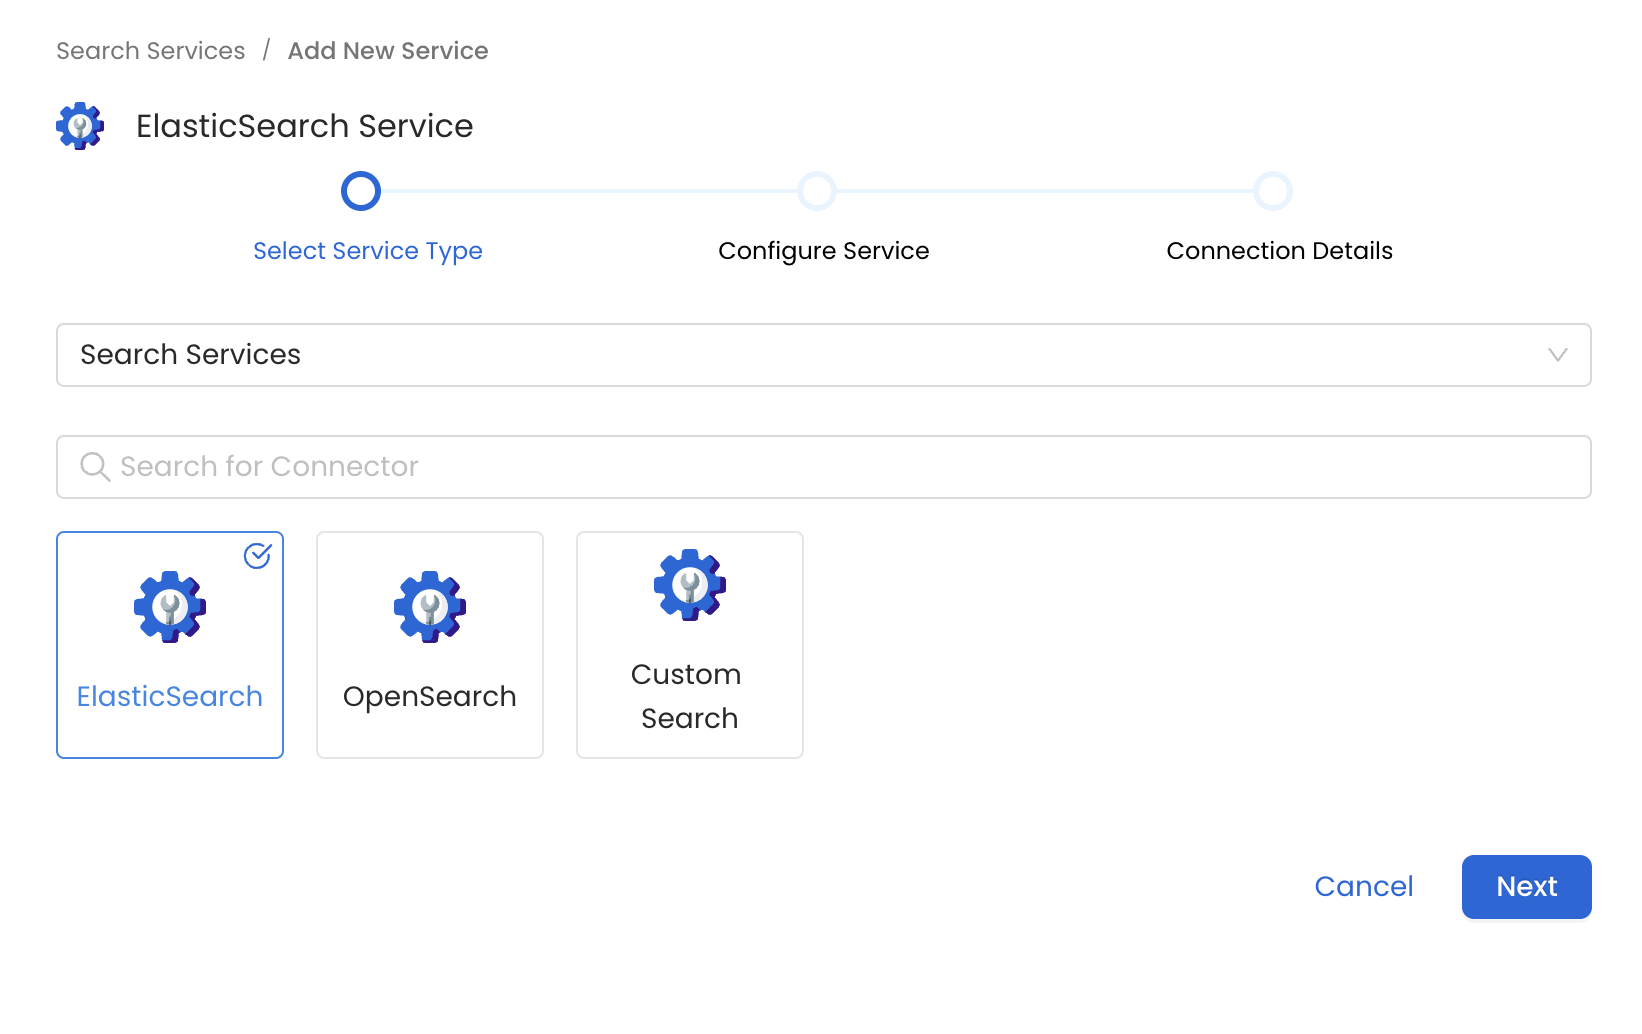 Search Services / Add New Service
ElasticSearch Service
Select Service Type
Configure Service
Connection Details
Search Services
Search for Connector
ElasticSearch
OpenSearch
Custom
Search
Cancel
Next